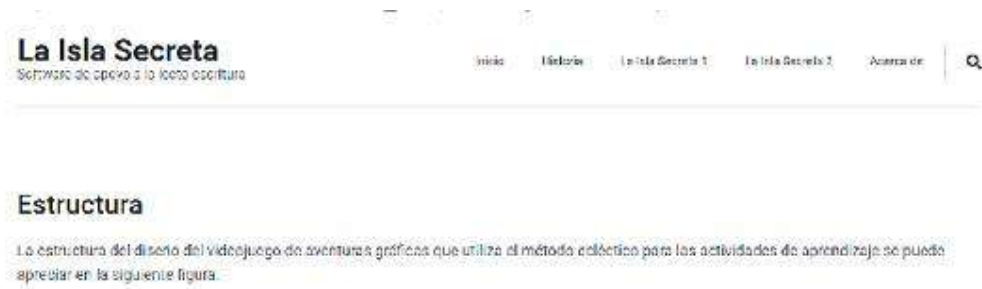 La Isla Secreta
Software de apoyo a la lecto escritura
Inicio
Historia
La Isla Secreta 1
La Isla Secreta 2
Acerca de
Estructura
La estructura del diseño del videojuego de aventuras gráficas que utiliza el método ecléctico para las actividades de aprendizaje se puede
apreciar en la siguiente figura.